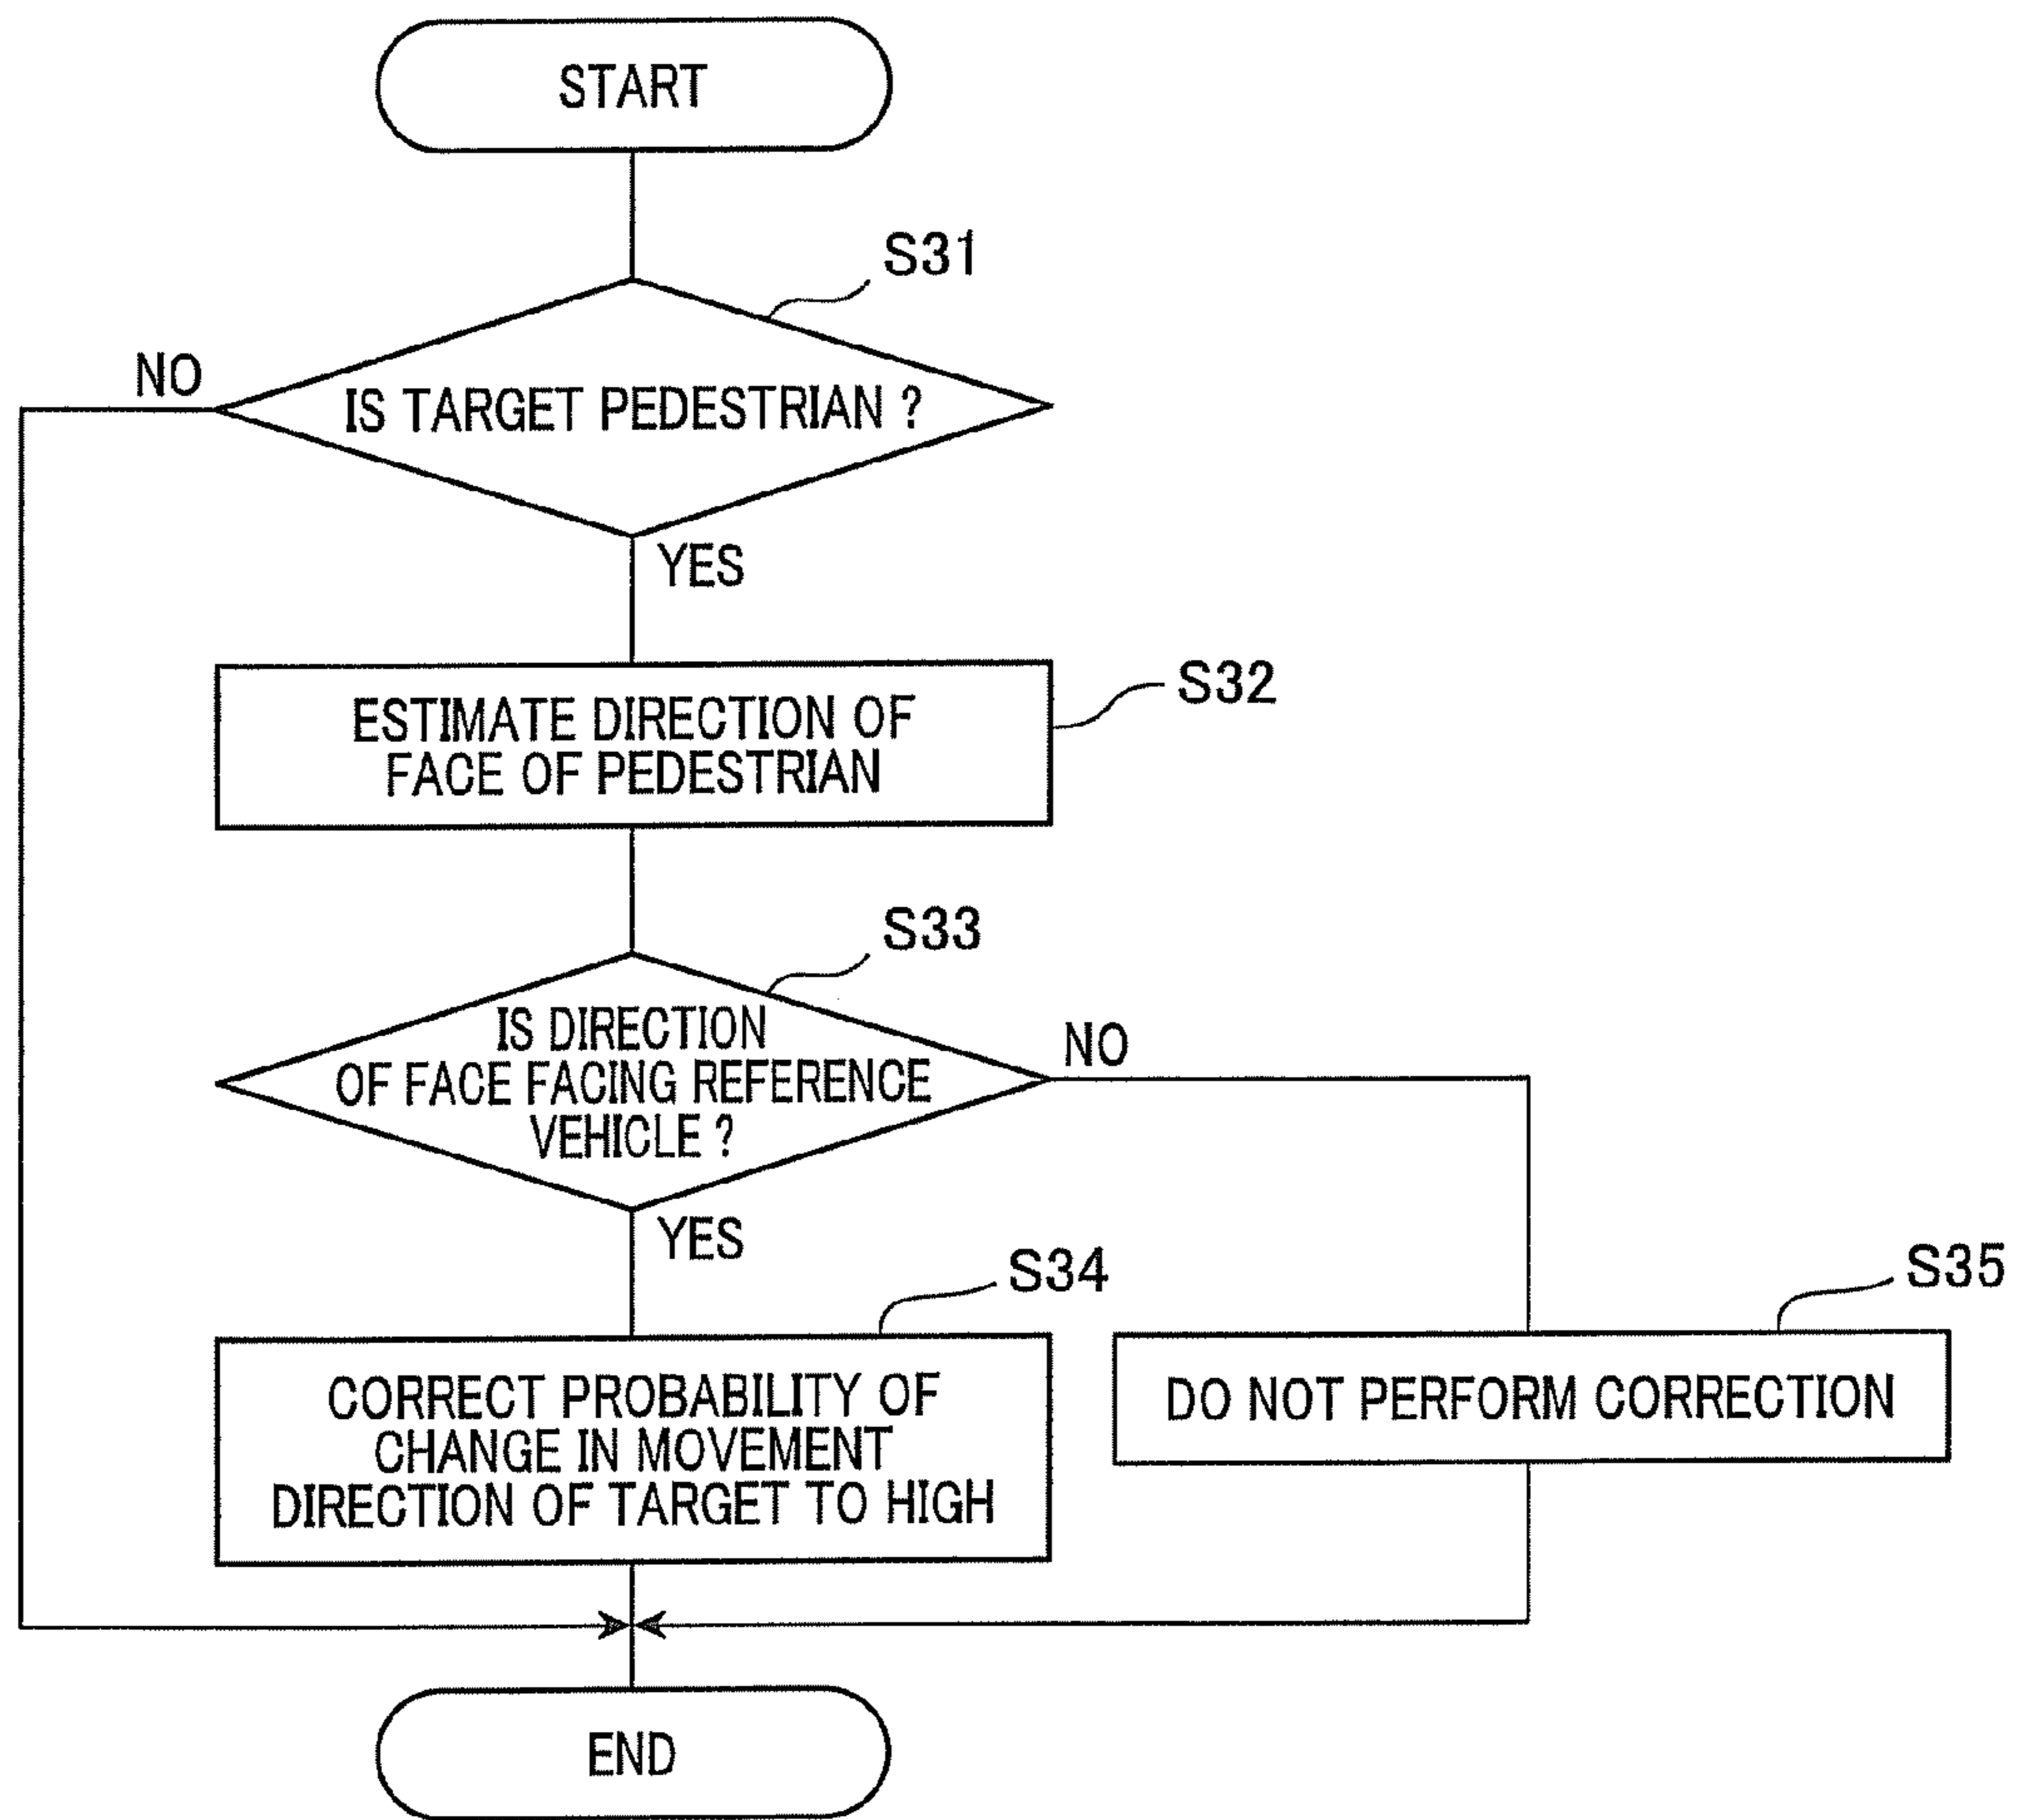 START
S31
NO
IS TARGET PEDESTRIAN ?
YES
S32
ESTIMATE DIRECTION OF
FACE OF PEDESTRIAN
S33
IS DIRECTION
OF FACE FACING REFERENCE
VEHICLE ?
NO
YES
S34
S35
CORRECT PROBABILITY OF
CHANGE IN MOVEMENT
DIRECTION OF TARGET TO HIGH
DO NOT PERFORM CORRECTION
END